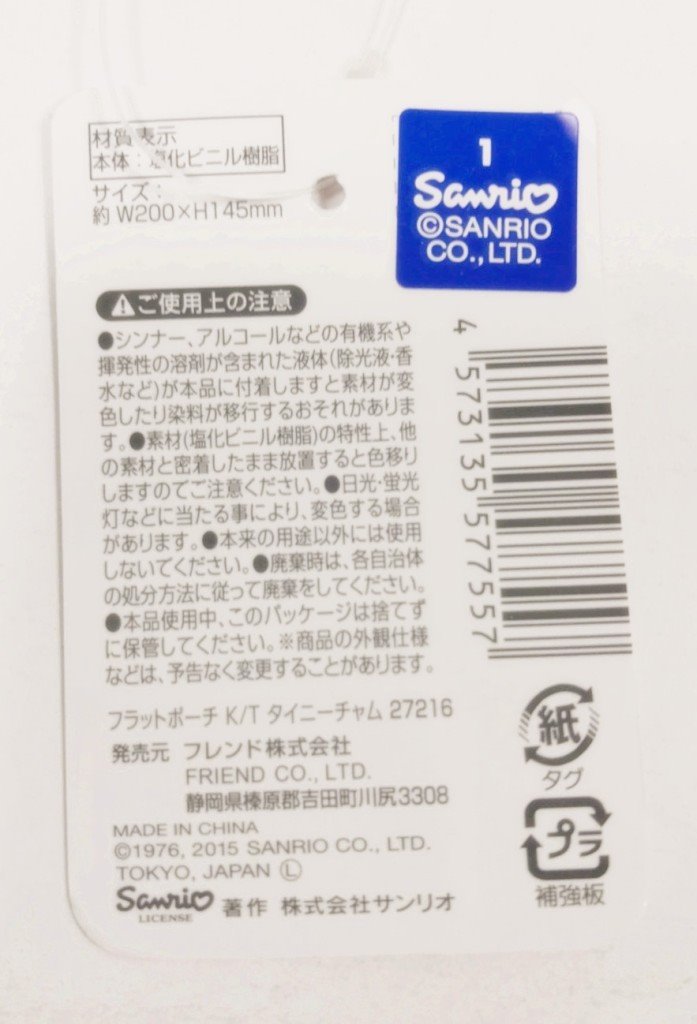 材質表示
本体：塩化ビニル樹脂
サイズ：
約 W200×H145mm
1
Sanrio
©SANRIO
CO., LTD.
⚠ご使用上の注意
●シンナー、アルコールなどの有機系や
揮発性の溶剤が含まれた液体(除光液・香
水など)が本品に付着しますと素材が変
色したり染料が移行するおそれがありま
す。●素材(塩化ビニル樹脂)の特性上、他
の素材と密着したまま放置すると色移り
しますのでご注意ください。●日光・蛍光
灯などに当たる事により、変色する場合
があります。●本来の用途以外には使用
しないでください。●廃棄時は、各自治体
の処分方法に従って廃棄をしてください。
●本品使用中、このパッケージは捨てず
に保管してください。※商品の外観仕様
などは、予告なく変更することがあります。
4 573135 577557
フラットポーチ K/T タイニーチャム 27216
発売元 フレンド株式会社
FRIEND CO., LTD.
静岡県榛原郡吉田町川尻3308
MADE IN CHINA
©1976, 2015 SANRIO CO., LTD.
TOKYO, JAPAN Ⓛ
Sanrio
LICENSE
著作 株式会社サンリオ
紙
タグ
プラ
補強板